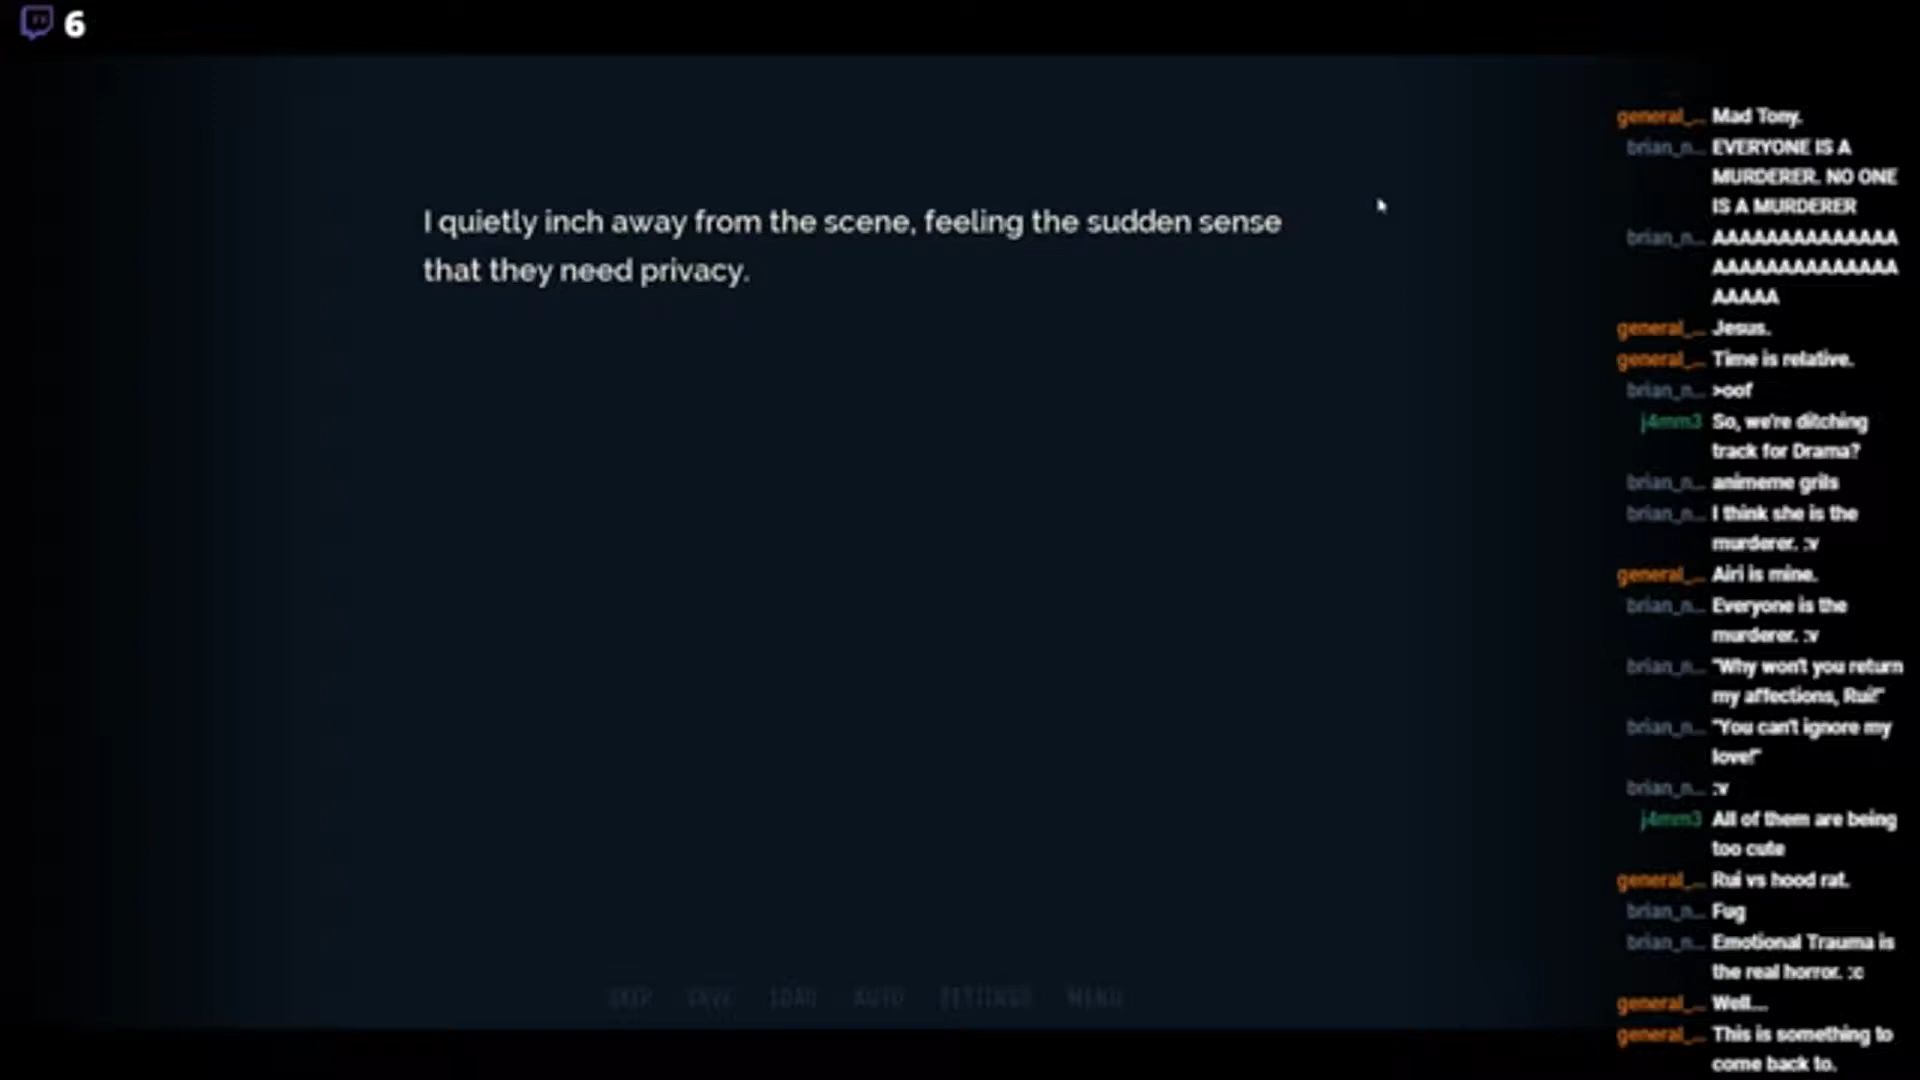 6
I quietly inch away from the scene, feeling the sudden sense
that they need privacy.
general_... Mad Tony.
brian_n... EVERYONE IS A
MURDERER. NO ONE
IS A MURDERER
brian_n... AAAAAAAAAAAAAA
AAAAAAAAAAAAAA
AAAAA
general_... Jesus.
general_... Time is relative.
brian_n... >oof
j4mm3 So, we're ditching
track for Drama?
brian_n... animeme grils
brian_n... I think she is the
murderer. :v
general_... Airi is mine.
brian_n... Everyone is the
murderer. :v
brian_n... "Why won't you return
my affections, Rui!"
brian_n... "You can't ignore my
love!"
brian_n... :v
j4mm3 All of them are being
too cute
general_... Rui vs hood rat.
brian_n... Fug
brian_n... Emotional Trauma is
the real horror. :c
general_... Well...
general_... This is something to
come back to.
SKIP SAVE LOAD AUTO SETTINGS MENU